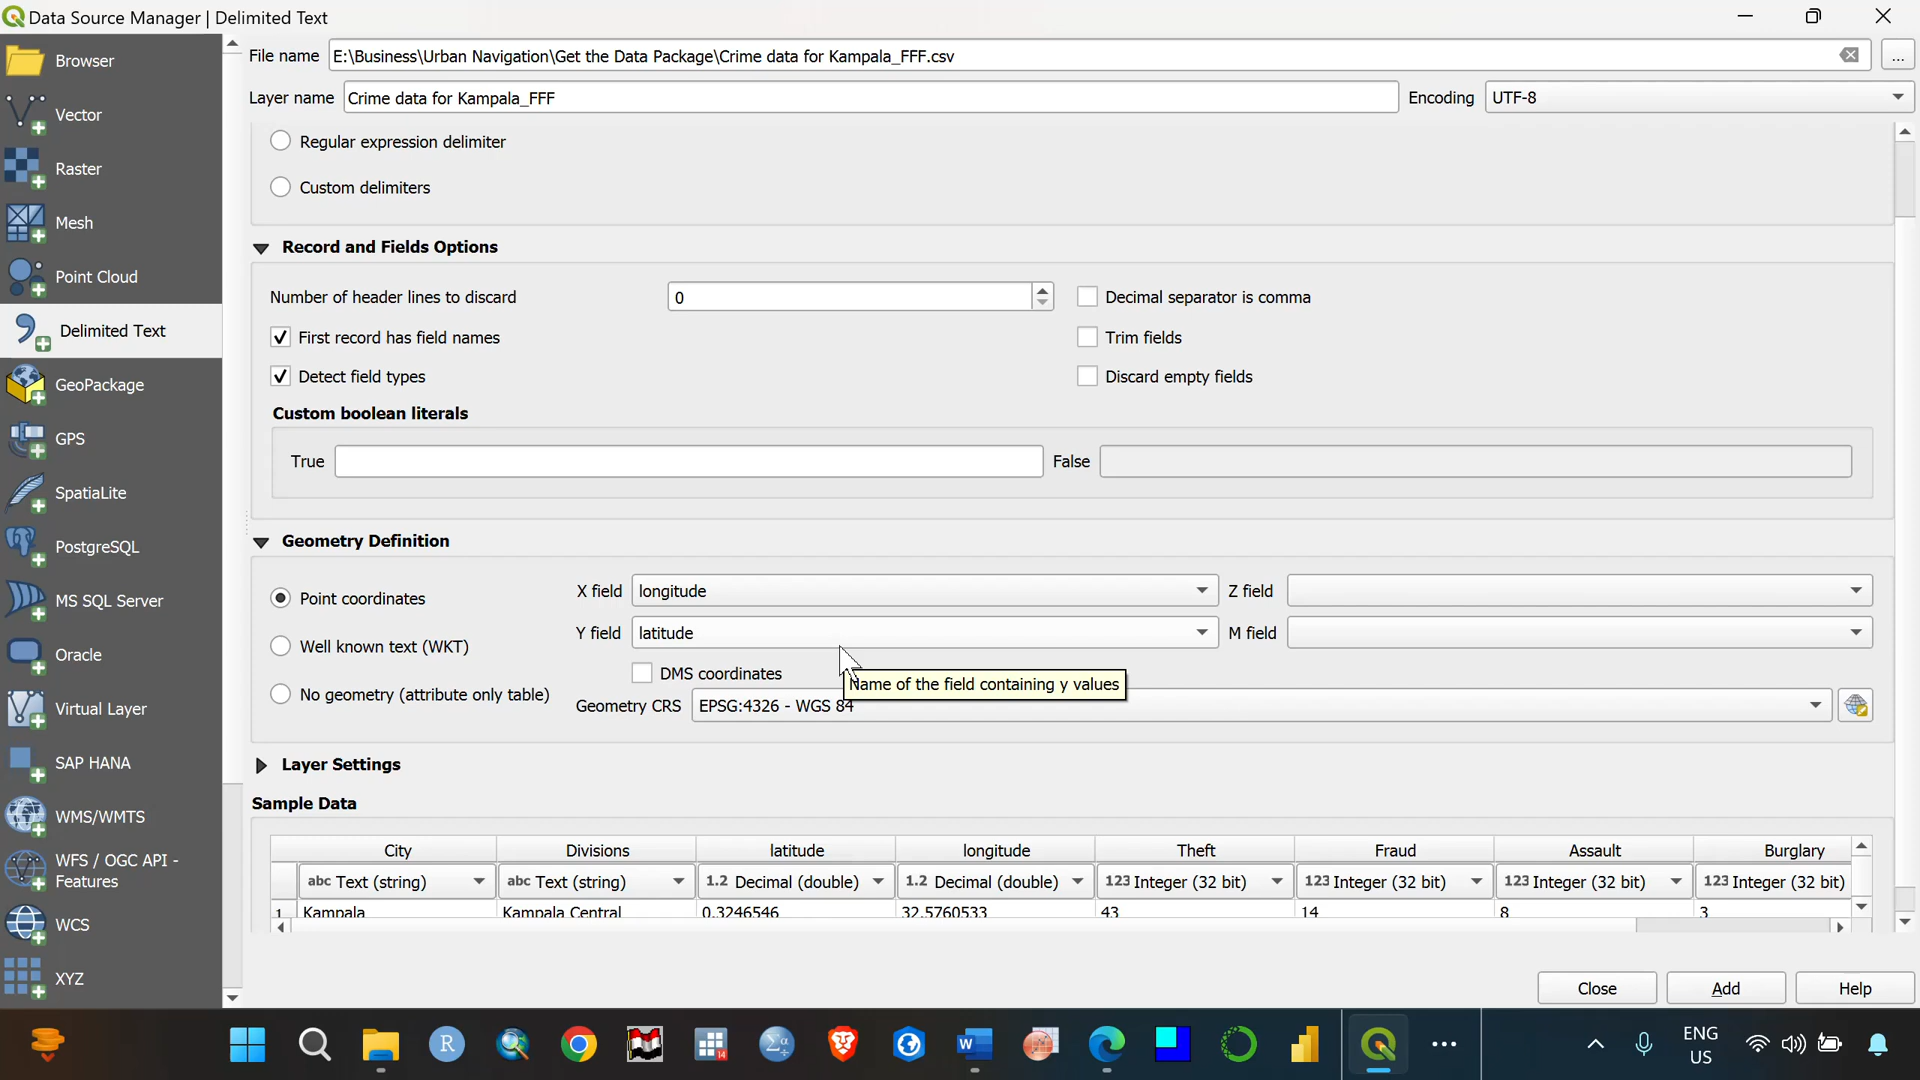 Data Source Manager | Delimited Text
Browser
Vector
Raster
Mesh
Point Cloud
Delimited Text
GeoPackage
GPS
SpatiaLite
PostgreSQL
MS SQL Server
Oracle
Virtual Layer
SAP HANA
WMS/WMTS
WFS / OGC API -
Features
WCS
XYZ
File name E:\Business\Urban Navigation\Get the Data Package\Crime data for Kampala_FFF.csv ...
Layer name Crime data for Kampala_FFF Encoding UTF-8
Regular expression delimiter
Custom delimiters
Record and Fields Options
Number of header lines to discard 0 Decimal separator is comma
First record has field names Trim fields
Detect field types Discard empty fields
Custom boolean literals
True False
Geometry Definition
Point coordinates X field longitude Z field
Y field latitude M field
Well known text (WKT)
DMS coordinates
Name of the field containing y values
No geometry (attribute only table)
Geometry CRS EPSG:4326 - WGS 84
Layer Settings
Sample Data
City Divisions latitude longitude Theft Fraud Assault Burglary
abc Text (string) abc Text (string) 1.2 Decimal (double) 1.2 Decimal (double) 123 Integer (32 bit) 123 Integer (32 bit) 123 Integer (32 bit) 123 Integer (32 bit)
1 Kampala Kampala Central 0.3246546 32.5760533 43 14 8 3
Close Add Help
R
14
W
ENG
US